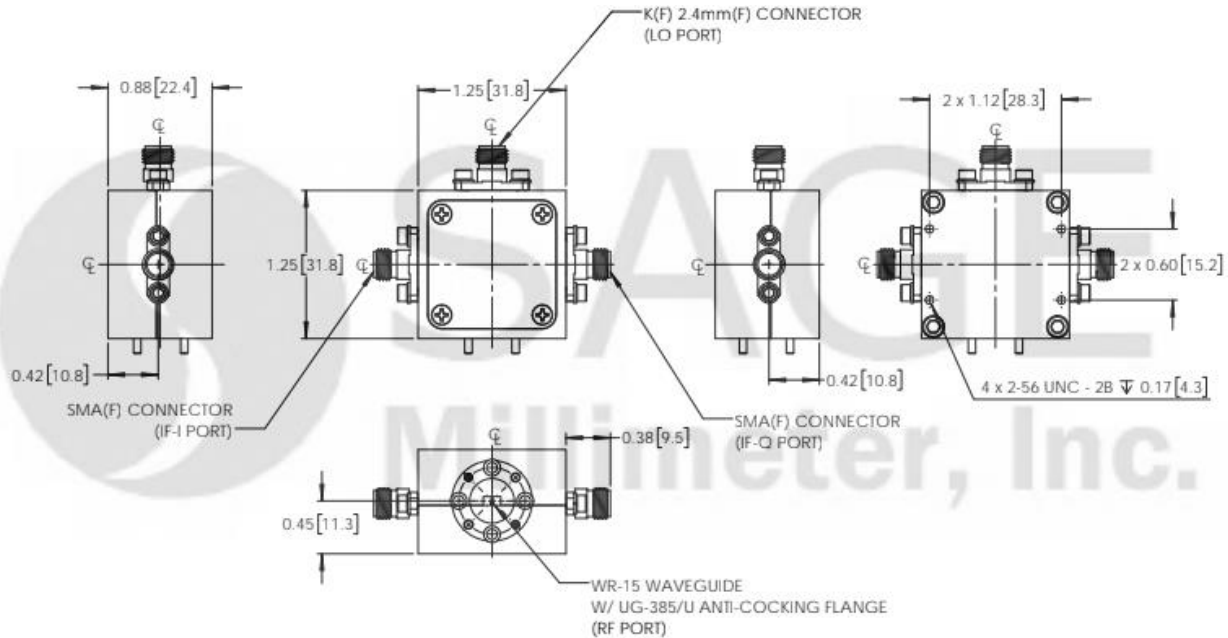 K(F) 2.4mm(F) CONNECTOR
(LO PORT)
0.88[22.4]
1.25[31.8]
2 x 1.12[28.3]
℄
℄
℄
℄
SAGE
Millimeter, Inc.
℄
1.25[31.8]
℄
℄
℄
2 x 0.60[15.2]
0.42[10.8]
0.42[10.8]
4 x 2-56 UNC - 2B ↧ 0.17[4.3]
SMA(F) CONNECTOR
(IF-I PORT)
SMA(F) CONNECTOR
(IF-Q PORT)
℄
0.38[9.5]
0.45[11.3]
WR-15 WAVEGUIDE
W/ UG-385/U ANTI-COCKING FLANGE
(RF PORT)